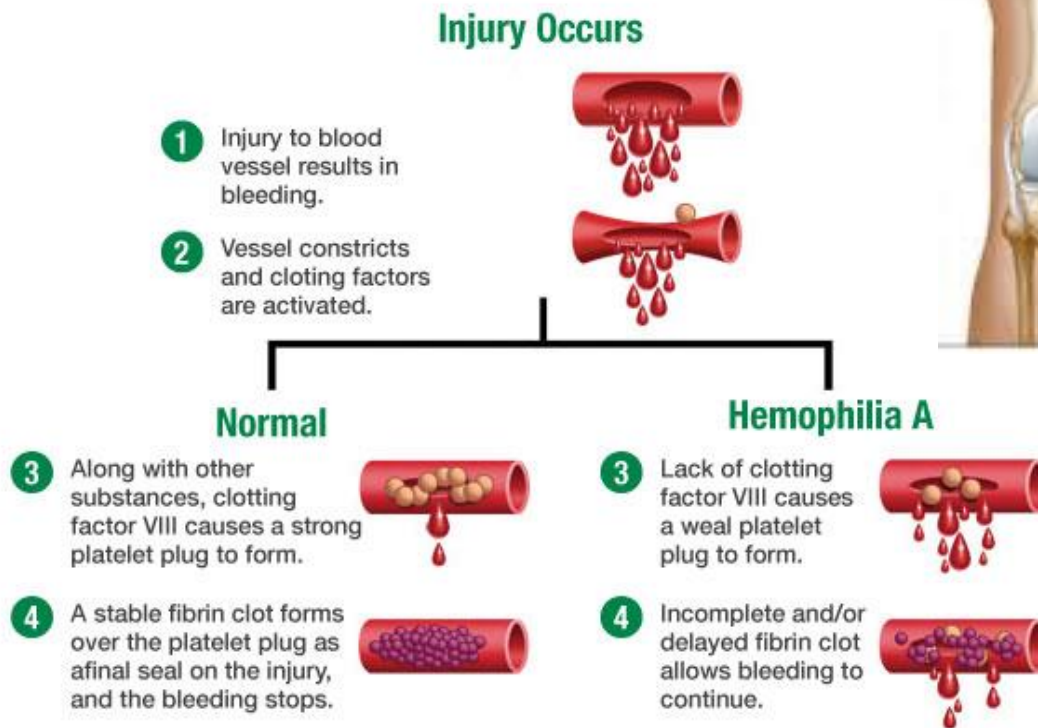 Injury Occurs
1
Injury to blood
vessel results in
bleeding.
2
Vessel constricts
and cloting factors
are activated.
Normal
3
Along with other
substances, clotting
factor VIII causes a strong
platelet plug to form.
4
A stable fibrin clot forms
over the platelet plug as
afinal seal on the injury,
and the bleeding stops.
Hemophilia A
3
Lack of clotting
factor VIII causes
a weal platelet
plug to form.
4
Incomplete and/or
delayed fibrin clot
allows bleeding to
continue.